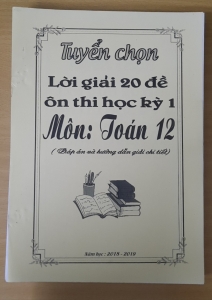 Tuyển chọn
Lời giải 20 đề
ôn thi học kỳ 1
Môn: Toán 12
( Đáp án và hướng dẫn giải chi tiết)
Năm học : 2018 - 2019